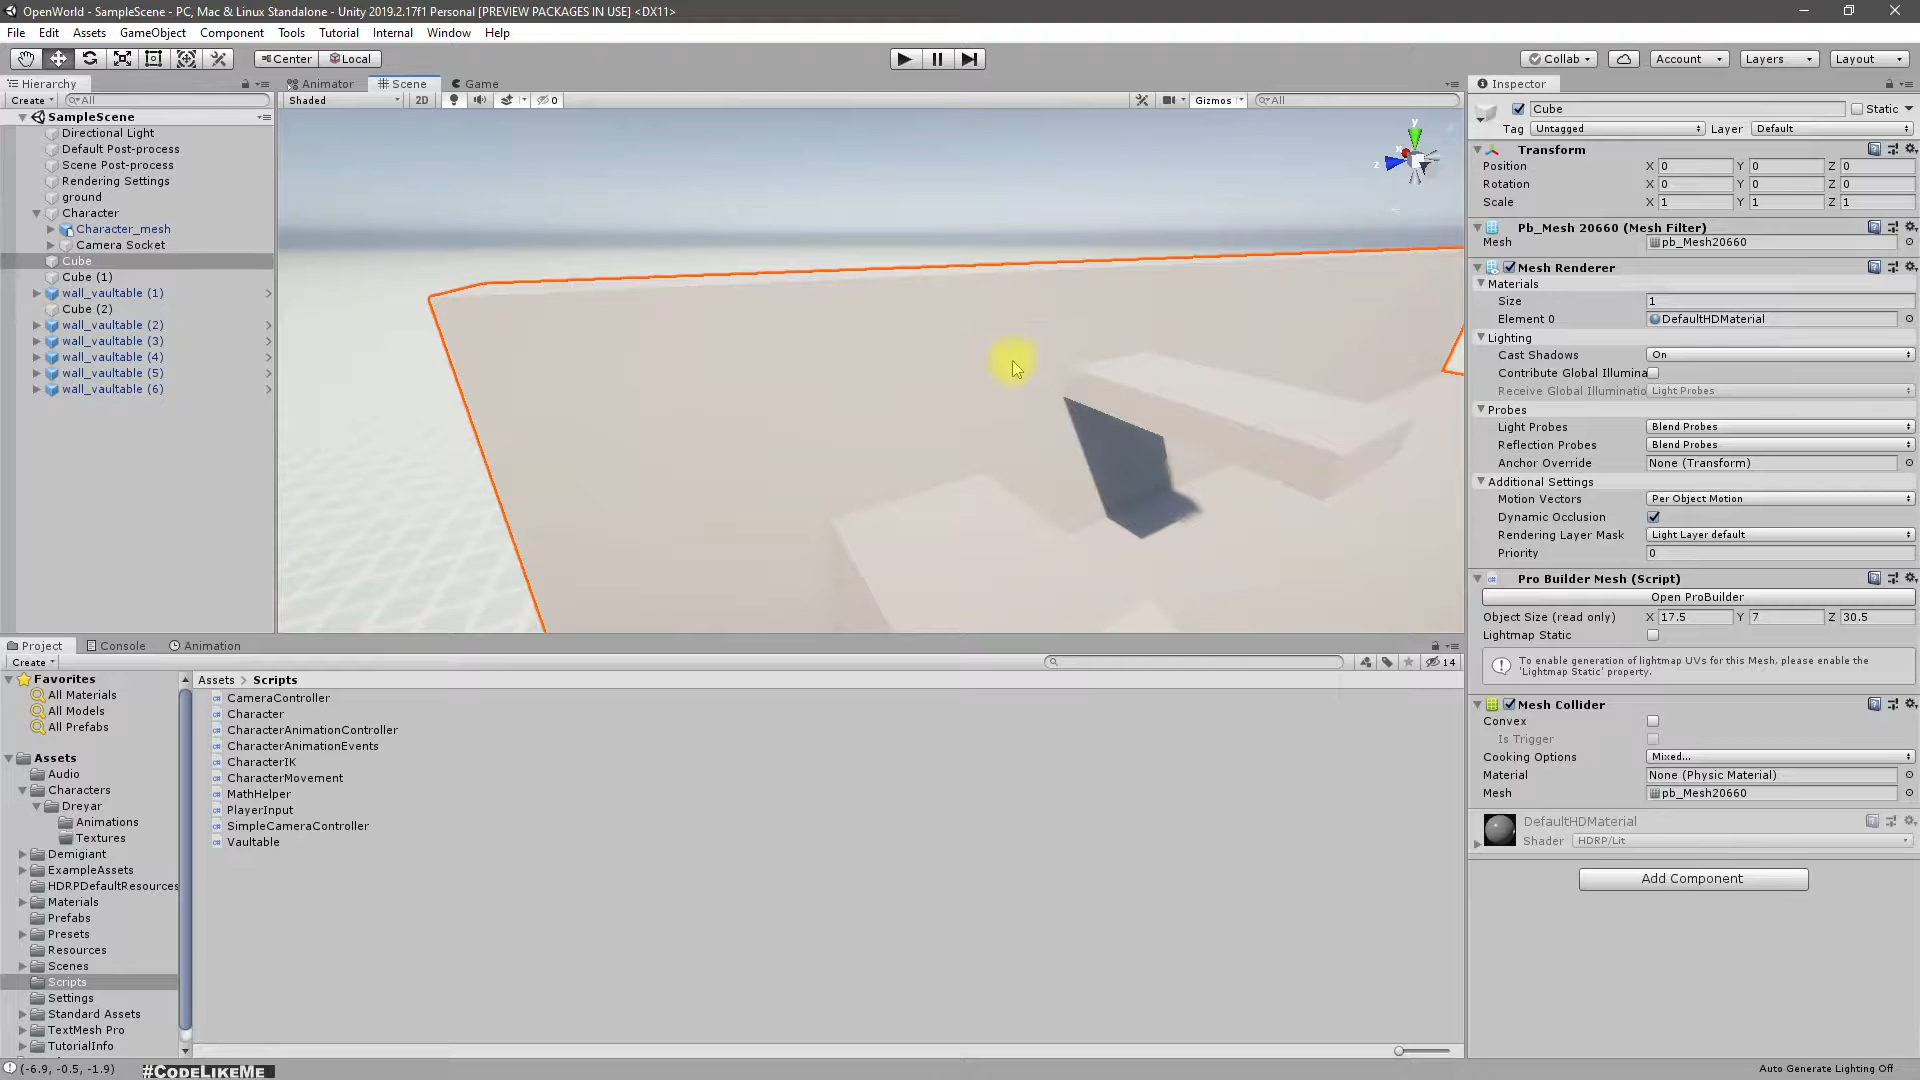 OpenWorld - SampleScene - PC, Mac & Linux Standalone - Unity 2019.2.17f1 Personal [PREVIEW PACKAGES IN USE] <DX11>
File Edit Assets GameObject Component Tools Tutorial Internal Window Help
Center Local Collab Account Layers Layout
Hierarchy
Create All
SampleScene
Directional Light
Default Post-process
Scene Post-process
Rendering Settings
ground
Character
Character_mesh
Camera Socket
Cube
Cube (1)
wall_vaultable (1)
Cube (2)
wall_vaultable (2)
wall_vaultable (3)
wall_vaultable (4)
wall_vaultable (5)
wall_vaultable (6)
Animator Scene Game
Shaded 2D 0 Gizmos All
y
x
z
Inspector
Cube Static
Tag Untagged Layer Default
Transform
Position X 0 Y 0 Z 0
Rotation X 0 Y 0 Z 0
Scale X 1 Y 1 Z 1
Pb_Mesh 20660 (Mesh Filter)
Mesh pb_Mesh20660
Mesh Renderer
Materials
Size 1
Element 0 DefaultHDMaterial
Lighting
Cast Shadows On
Contribute Global Illumina
Receive Global Illuminatio Light Probes
Probes
Light Probes Blend Probes
Reflection Probes Blend Probes
Anchor Override None (Transform)
Additional Settings
Motion Vectors Per Object Motion
Dynamic Occlusion
Rendering Layer Mask Light Layer default
Priority 0
Pro Builder Mesh (Script)
Open ProBuilder
Object Size (read only) X 17.5 Y 7 Z 30.5
Lightmap Static
To enable generation of lightmap UVs for this Mesh, please enable the
'Lightmap Static' property.
Mesh Collider
Convex
Is Trigger
Cooking Options Mixed...
Material None (Physic Material)
Mesh pb_Mesh20660
DefaultHDMaterial
Shader HDRP/Lit
Add Component
Project Console Animation
Create 14
Favorites
All Materials
All Models
All Prefabs
Assets
Audio
Characters
Dreyar
Animations
Textures
Demigiant
ExampleAssets
HDRPDefaultResources
Materials
Prefabs
Presets
Resources
Scenes
Scripts
Settings
Standard Assets
TextMesh Pro
TutorialInfo
Assets > Scripts
CameraController
Character
CharacterAnimationController
CharacterAnimationEvents
CharacterIK
CharacterMovement
MathHelper
PlayerInput
SimpleCameraController
Vaultable
(-6.9, -0.5, -1.9) #CodeLikeMe Auto Generate Lighting Off